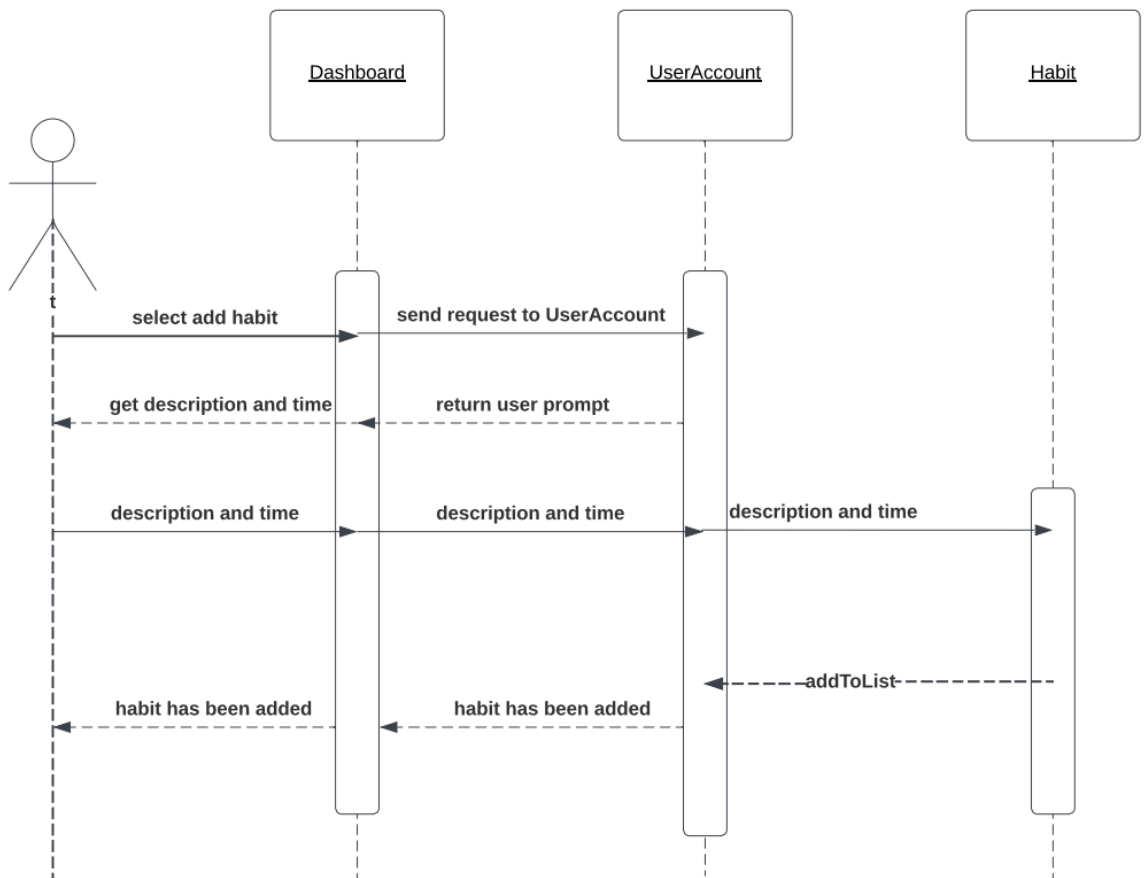 Dashboard
UserAccount
Habit
t
select add habit
send request to UserAccount
get description and time
return user prompt
description and time
description and time
description and time
addToList
habit has been added
habit has been added